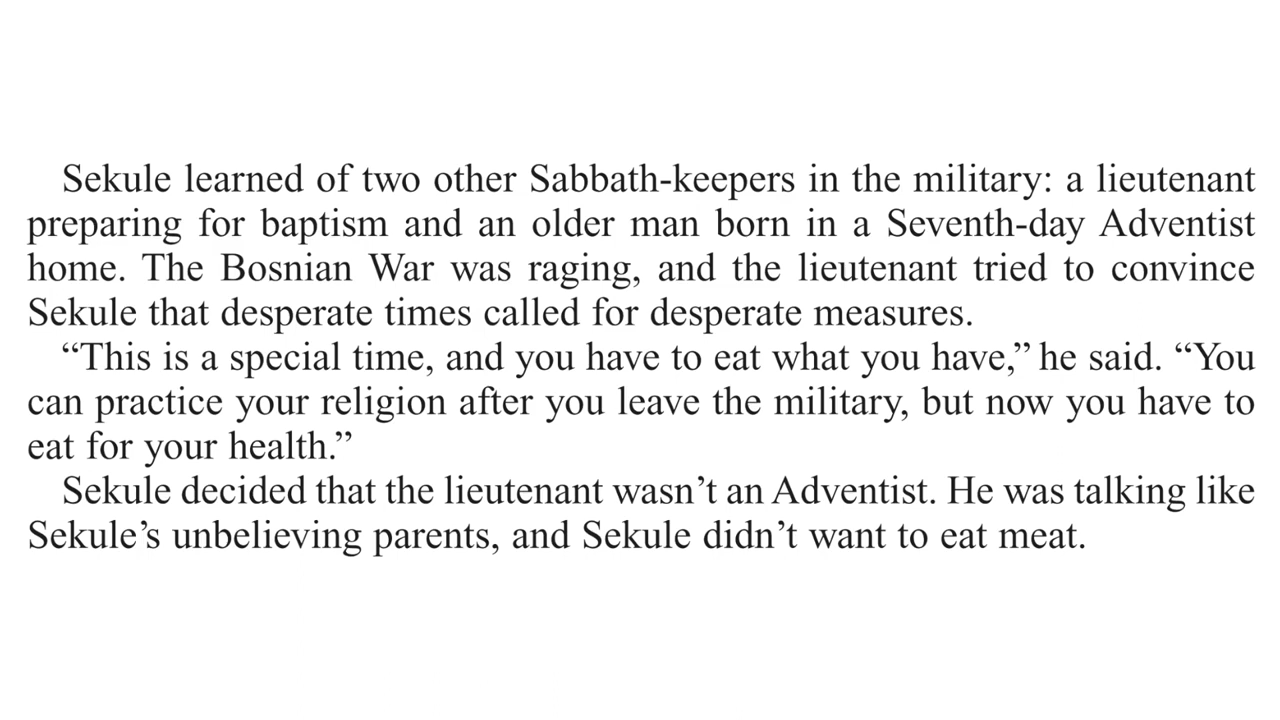 Sekule learned of two other Sabbath-keepers in the military: a lieutenant
preparing for baptism and an older man born in a Seventh-day Adventist
home. The Bosnian War was raging, and the lieutenant tried to convince
Sekule that desperate times called for desperate measures.
“This is a special time, and you have to eat what you have,” he said. “You
can practice your religion after you leave the military, but now you have to
eat for your health.”
Sekule decided that the lieutenant wasn’t an Adventist. He was talking like
Sekule’s unbelieving parents, and Sekule didn’t want to eat meat.